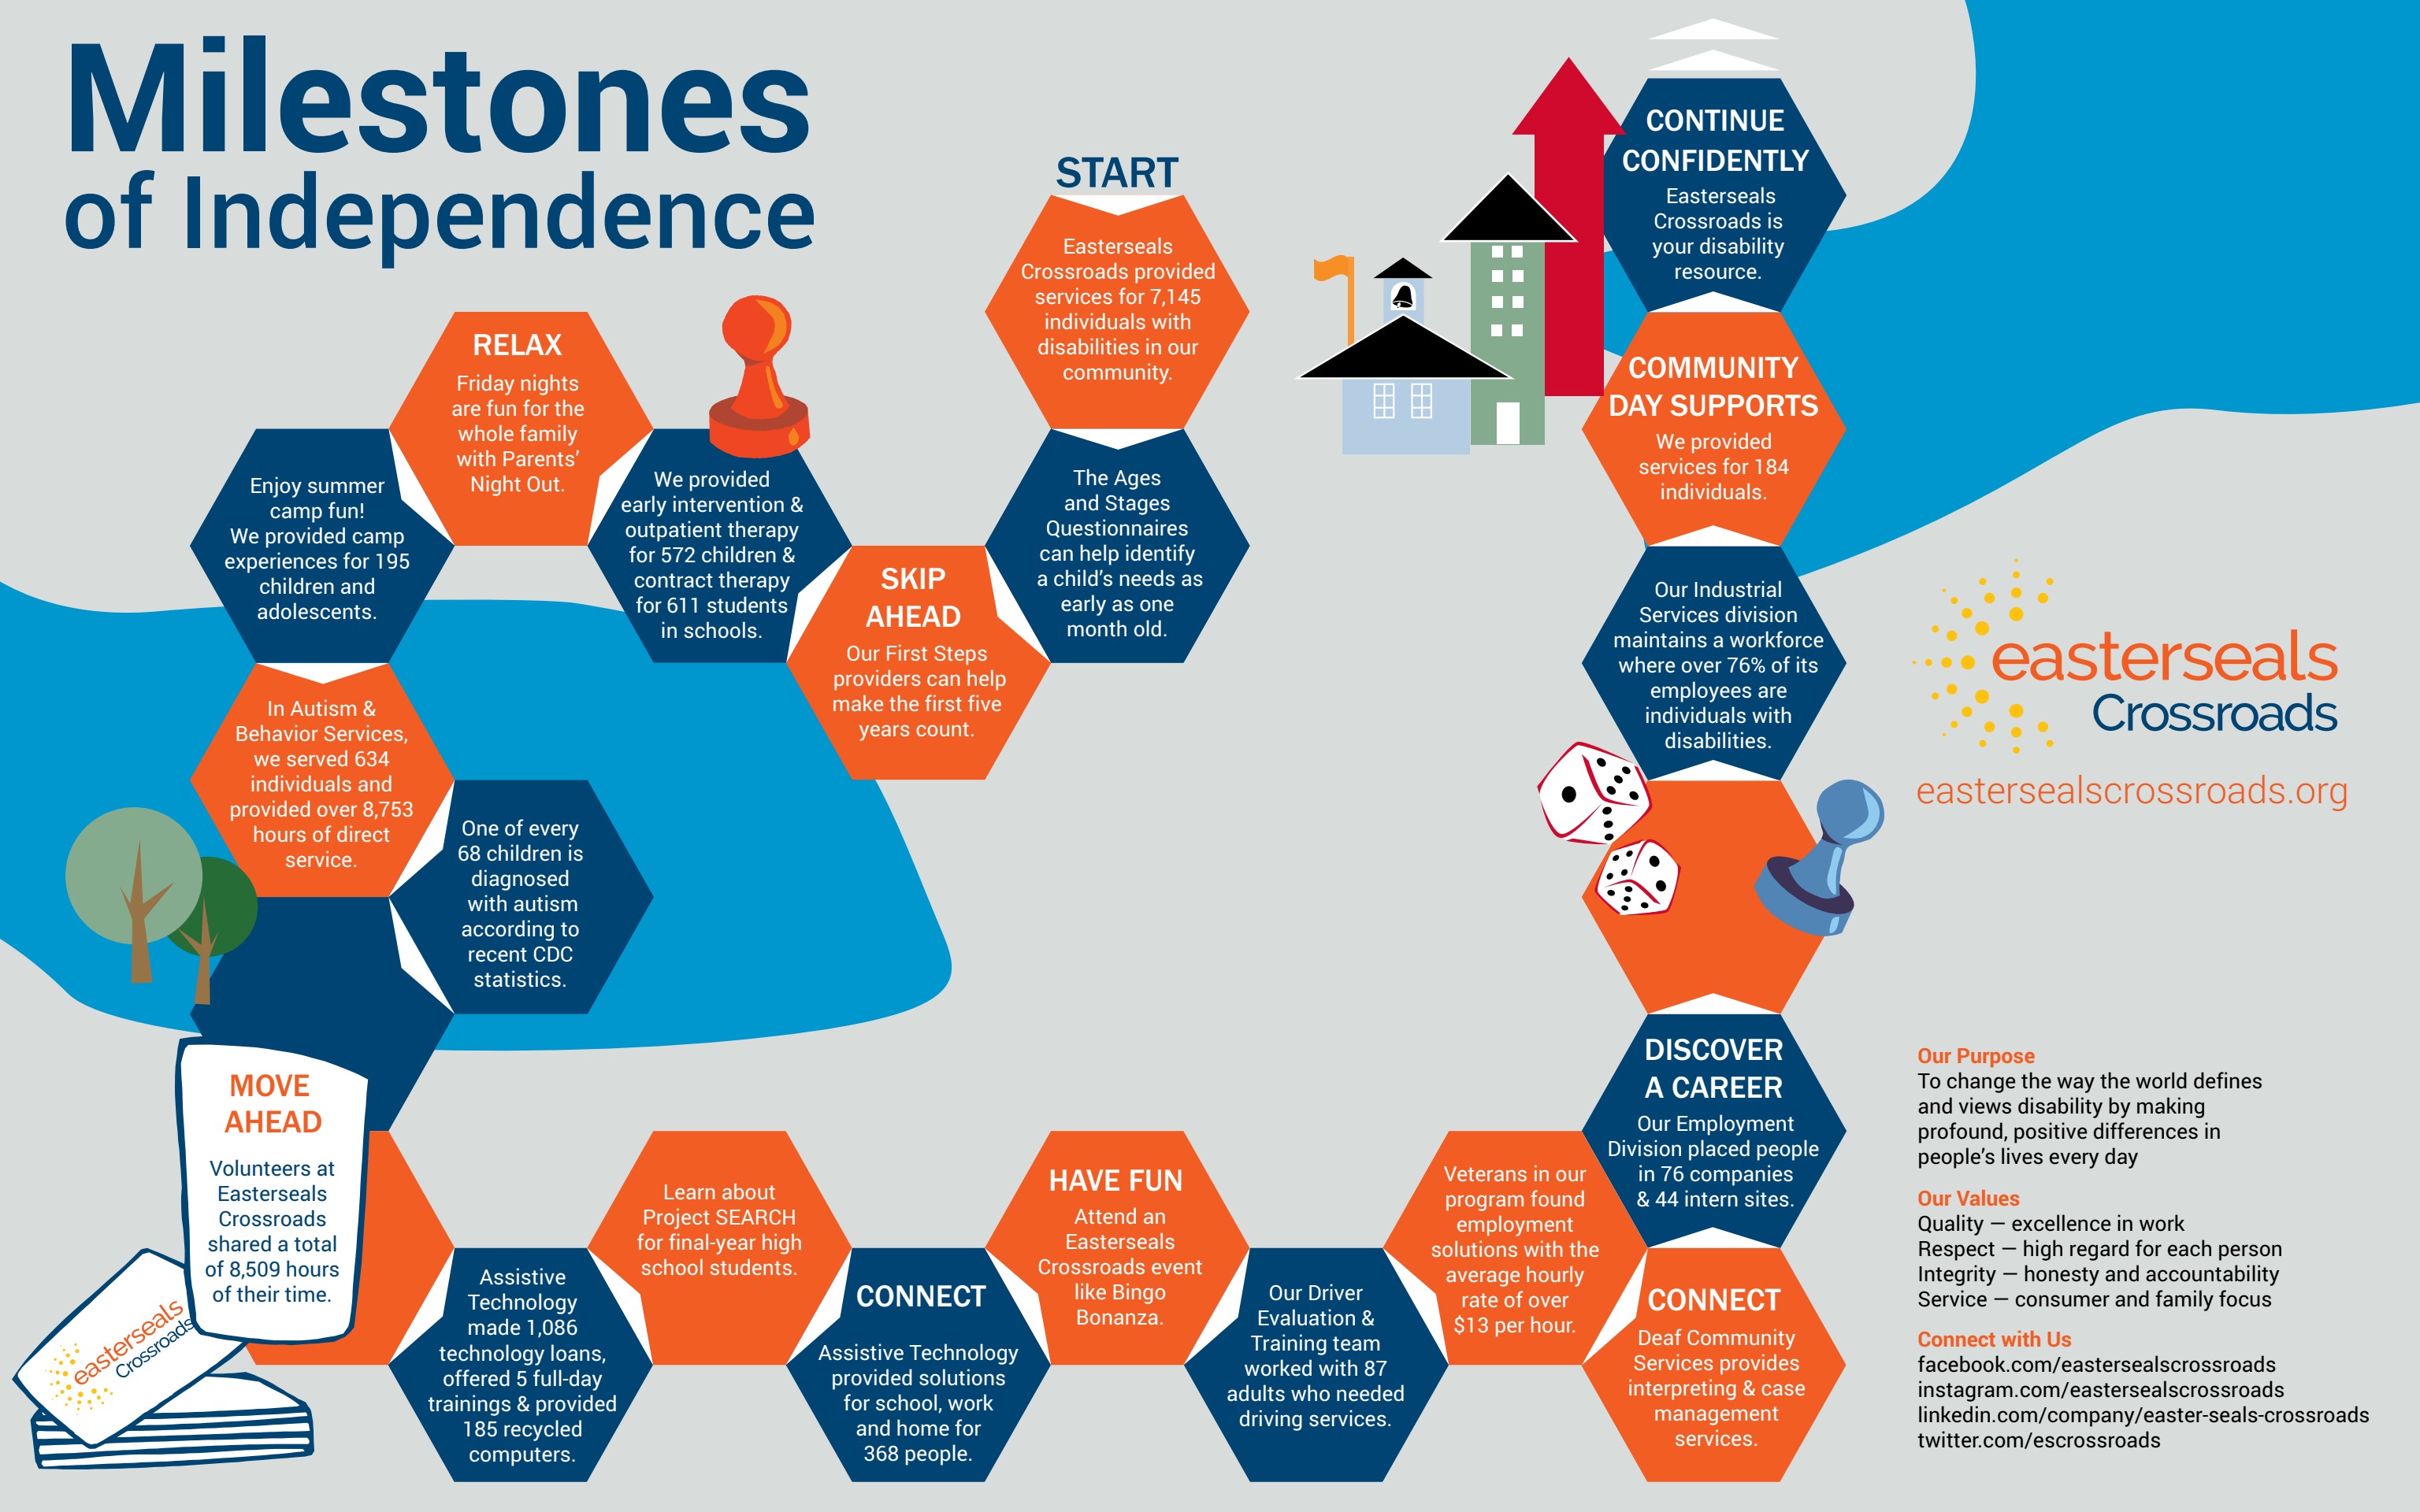 Milestones
of Independence
START
Easterseals
Crossroads provided
services for 7,145
individuals with
disabilities in our
community.
The Ages
and Stages
Questionnaires
can help identify
a child's needs as
early as one
month old.
SKIP
AHEAD
Our First Steps
providers can help
make the first five
years count.
We provided
early intervention &
outpatient therapy
for 572 children &
contract therapy
for 611 students
in schools.
RELAX
Friday nights
are fun for the
whole family
with Parents'
Night Out.
Enjoy summer
camp fun!
We provided camp
experiences for 195
children and
adolescents.
In Autism &
Behavior Services,
we served 634
individuals and
provided over 8,753
hours of direct
service.
One of every
68 children is
diagnosed
with autism
according to
recent CDC
statistics.
MOVE
AHEAD
Volunteers at
Easterseals
Crossroads
shared a total
of 8,509 hours
of their time.
easterseals
Crossroads
Assistive
Technology
made 1,086
technology loans,
offered 5 full-day
trainings & provided
185 recycled
computers.
Learn about
Project SEARCH
for final-year high
school students.
CONNECT
Assistive Technology
provided solutions
for school, work
and home for
368 people.
HAVE FUN
Attend an
Easterseals
Crossroads event
like Bingo
Bonanza.
Our Driver
Evaluation &
Training team
worked with 87
adults who needed
driving services.
Veterans in our
program found
employment
solutions with the
average hourly
rate of over
$13 per hour.
CONNECT
Deaf Community
Services provides
interpreting & case
management
services.
DISCOVER
A CAREER
Our Employment
Division placed people
in 76 companies
& 44 intern sites.
Our Industrial
Services division
maintains a workforce
where over 76% of its
employees are
individuals with
disabilities.
COMMUNITY
DAY SUPPORTS
We provided
services for 184
individuals.
CONTINUE
CONFIDENTLY
Easterseals
Crossroads is
your disability
resource.
easterseals
Crossroads
eastersealscrossroads.org
Our Purpose
To change the way the world defines
and views disability by making
profound, positive differences in
people's lives every day
Our Values
Quality — excellence in work
Respect — high regard for each person
Integrity — honesty and accountability
Service — consumer and family focus
Connect with Us
facebook.com/eastersealscrossroads
instagram.com/eastersealscrossroads
linkedin.com/company/easter-seals-crossroads
twitter.com/escrossroads